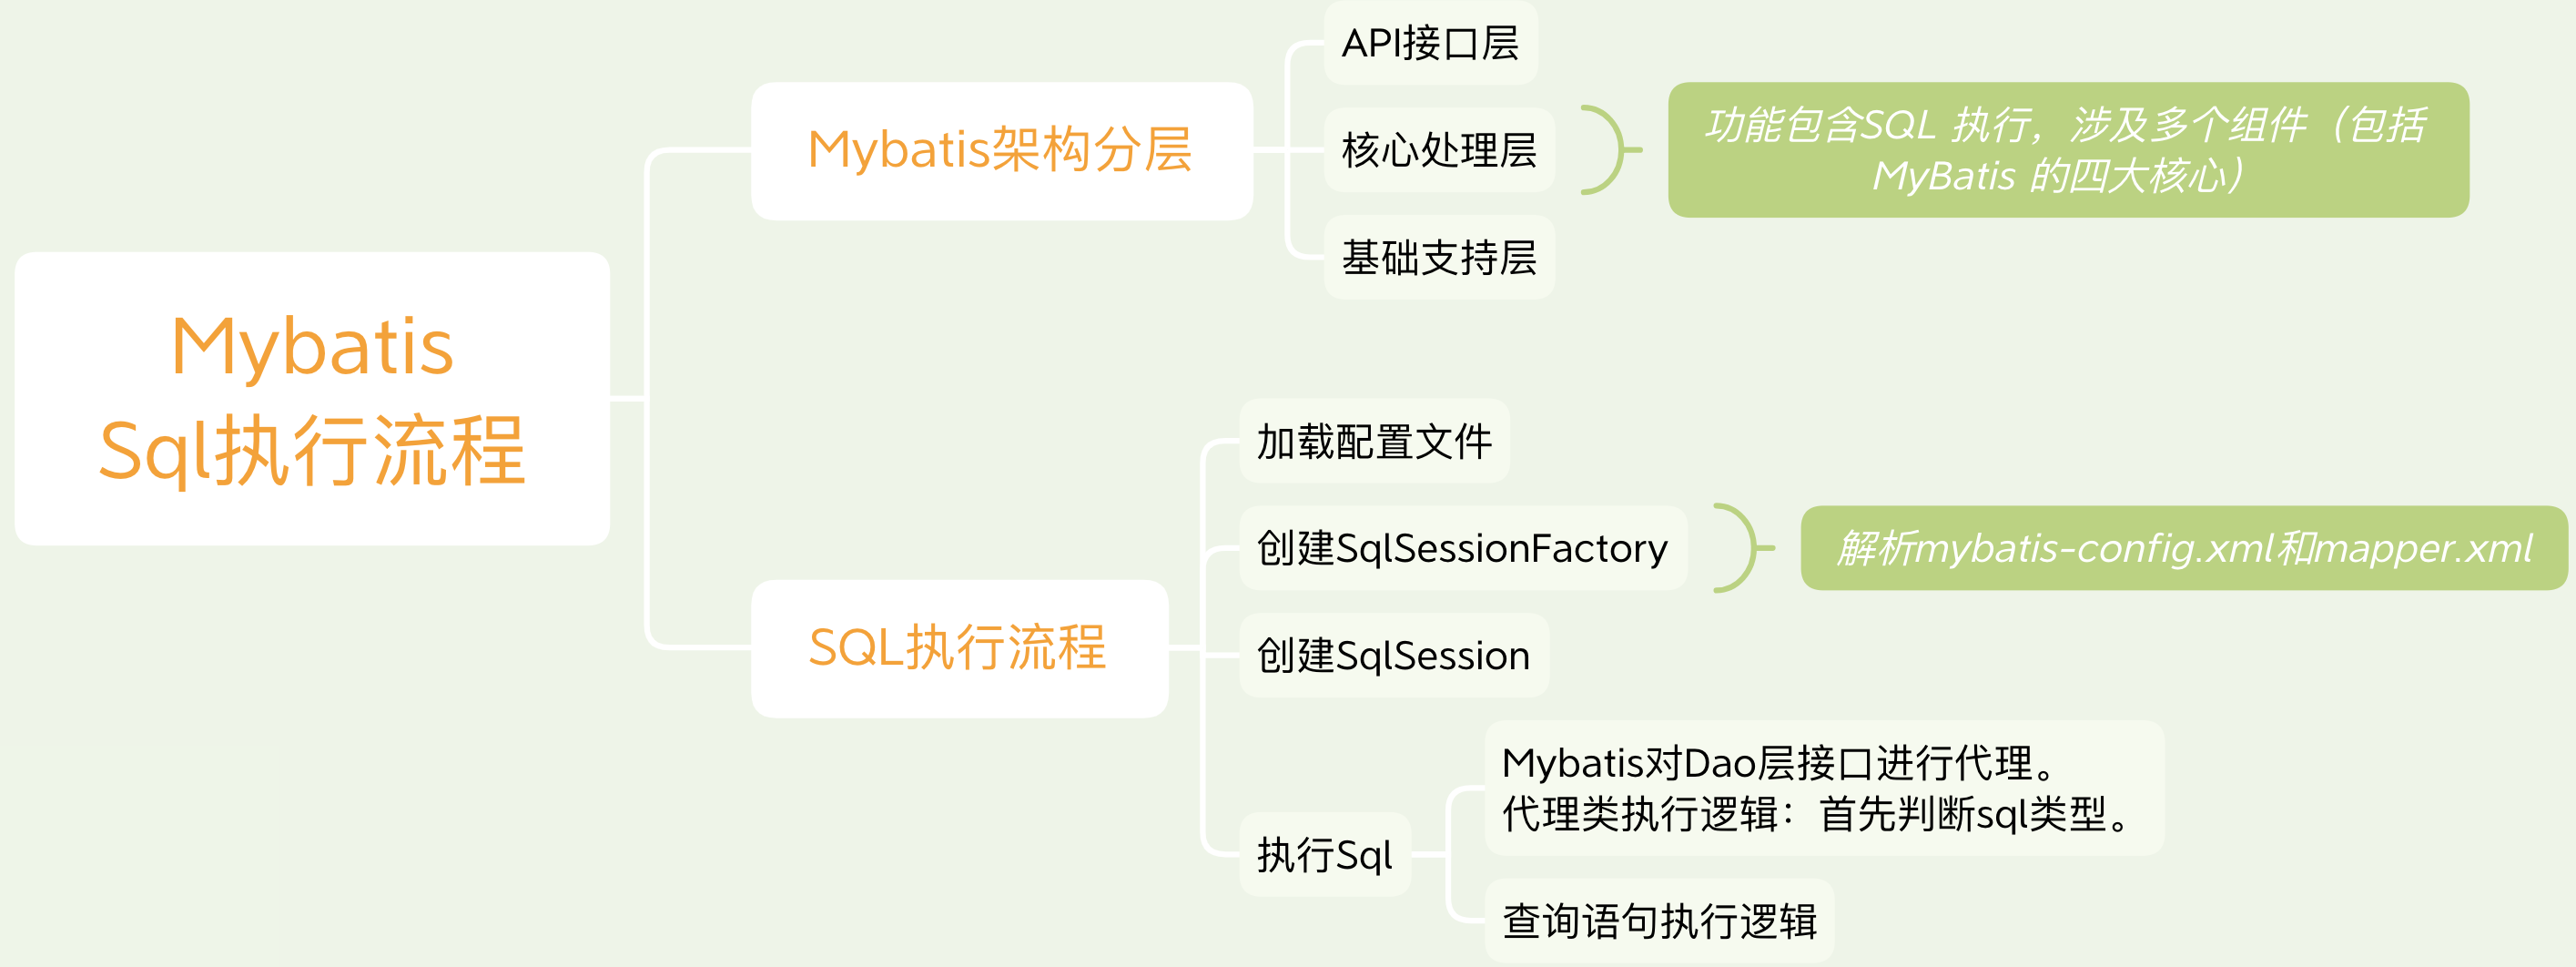 Mybatis
Sql执行流程
Mybatis架构分层
API接口层
核心处理层
功能包含SQL 执行，涉及多个组件（包括
MyBatis 的四大核心）
基础支持层
SQL执行流程
加载配置文件
创建SqlSessionFactory
解析mybatis-config.xml和mapper.xml
创建SqlSession
执行Sql
Mybatis对Dao层接口进行代理。
代理类执行逻辑：首先判断sql类型。
查询语句执行逻辑